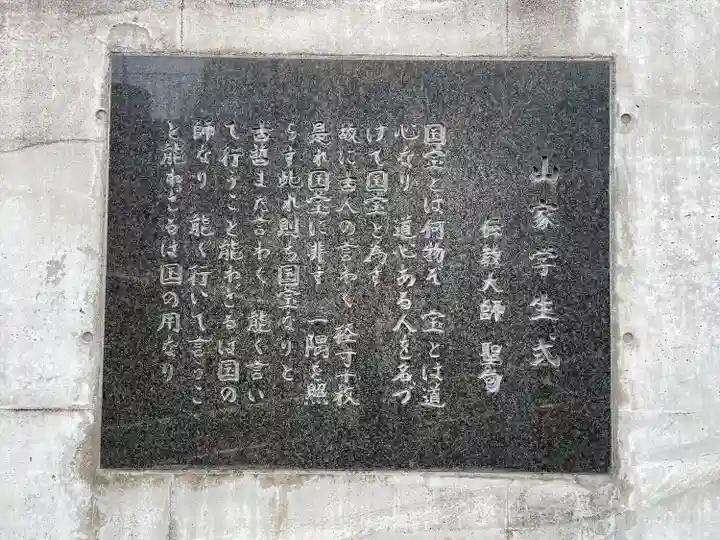 山家学生式
伝教大師 聖句
国宝とは何物ぞ 宝とは道
心なり 道心ある人を名づ
けて国宝と為す
故に古人の言わく 径寸十枚
是れ国宝に非ず 一隅を照
らす此れ則ち国宝なりと
古哲また言わく 能く言い
て行うこと能わざるは国の
師なり 能く行いて言うこ
と能わざるは国の用なり